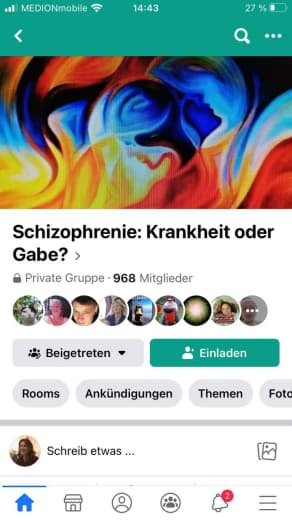 MEDIONmobile 14:43 27 %
Schizophrenie: Krankheit oder
Gabe? >
Private Gruppe · 968 Mitglieder
Beigetreten Einladen
Rooms Ankündigungen Themen Foto
Schreib etwas ...
2